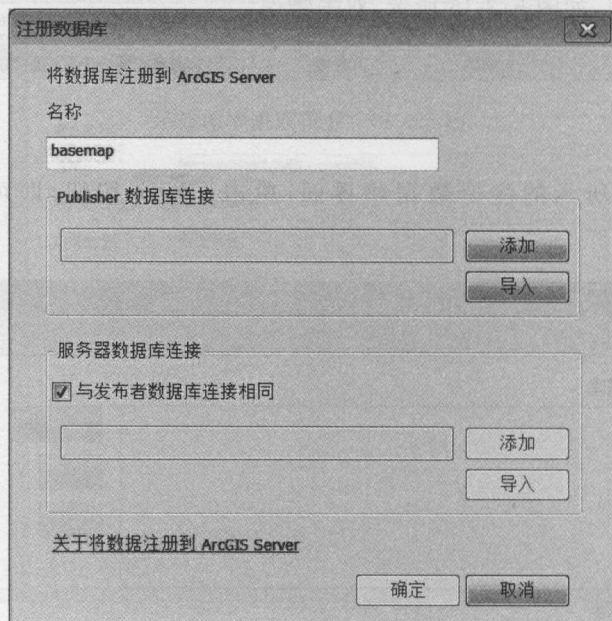 注册数据库
将数据库注册到 ArcGIS Server
名称
basemap
Publisher 数据库连接
添加
导入
服务器数据库连接
与发布者数据库连接相同
添加
导入
关于将数据注册到 ArcGIS Server
确定 取消